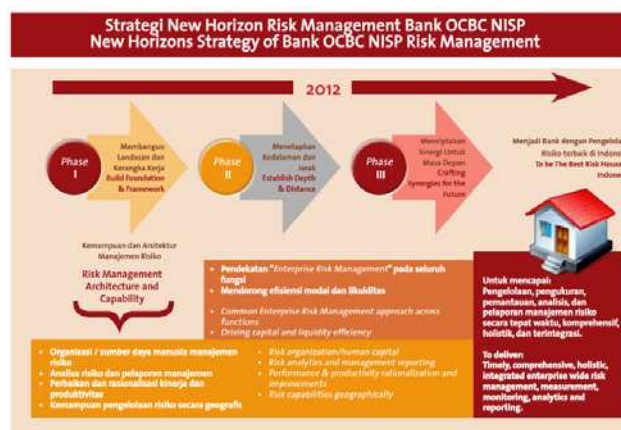 Strategi New Horizon Risk Management Bank OCBC NISP
New Horizons Strategy of Bank OCBC NISP Risk Management
2012
Phase
I
Membangun
Landasan dan
Kerangka Kerja
Build Foundation
& Framework
Phase
II
Menetapkan
Kedalaman dan
Jarak
Establish Depth
& Distance
Phase
III
Menciptakan
Sinergi Untuk
Masa Depan
Crafting
Synergies for the
Future
Menjadi Bank dengan Pengelola
Risiko terbaik di Indone
To be The Best Risk House
Indone
Kemampuan dan Arsitektur
Manajemen Risiko
Risk Management
Architecture and
Capability
• Pendekatan "Enterprise Risk Management" pada seluruh
fungsi
• Mendorong efisiensi modal dan likuiditas
• Common Enterprise Risk Management approach across
functions
• Driving capital and liquidity efficiency
• Organisasi / sumber daya manusia manajemen
risiko
• Analisa risiko dan pelaporan manajemen
• Perbaikan dan rasionalisasi kinerja dan
produktivitas
• Kemampuan pengelolaan risiko secara geografis
• Risk organization/human capital
• Risk analytics and management reporting
• Performance & productivity rationalization and
improvements
• Risk capabilities geographically
Untuk mencapai:
Pengelolaan, pengukuran,
pemantauan, analisis, dan
pelaporan manajemen risiko
secara tepat waktu, komprehensif,
holistik, dan terintegrasi.
To deliver:
Timely, comprehensive, holistic,
integrated enterprise wide risk
management, measurement,
monitoring, analytics and
reporting.